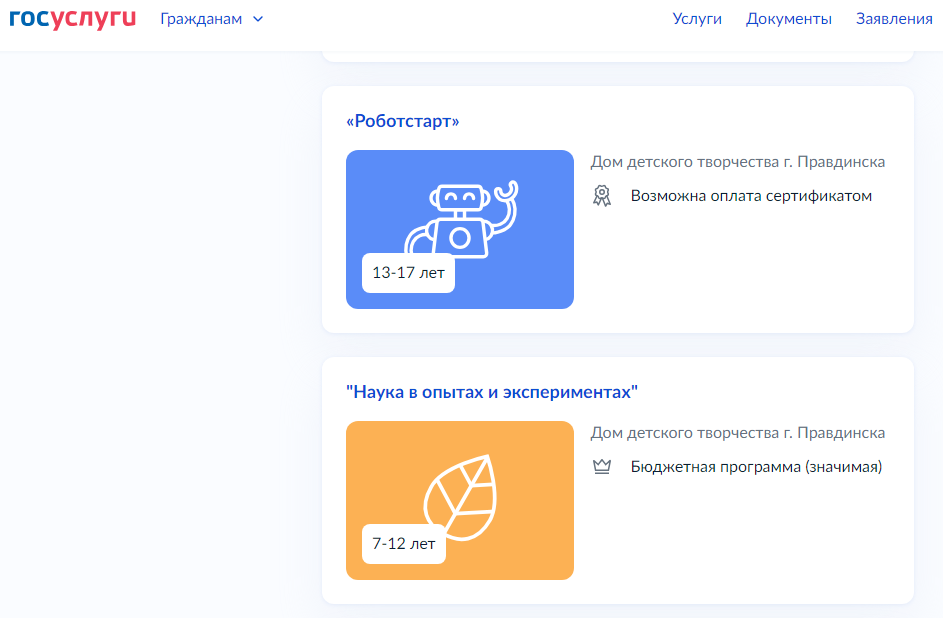 госуслуги Гражданам Услуги Документы Заявления
«Роботстарт»
Дом детского творчества г. Правдинска
Возможна оплата сертификатом
13-17 лет
"Наука в опытах и экспериментах"
Дом детского творчества г. Правдинска
Бюджетная программа (значимая)
7-12 лет